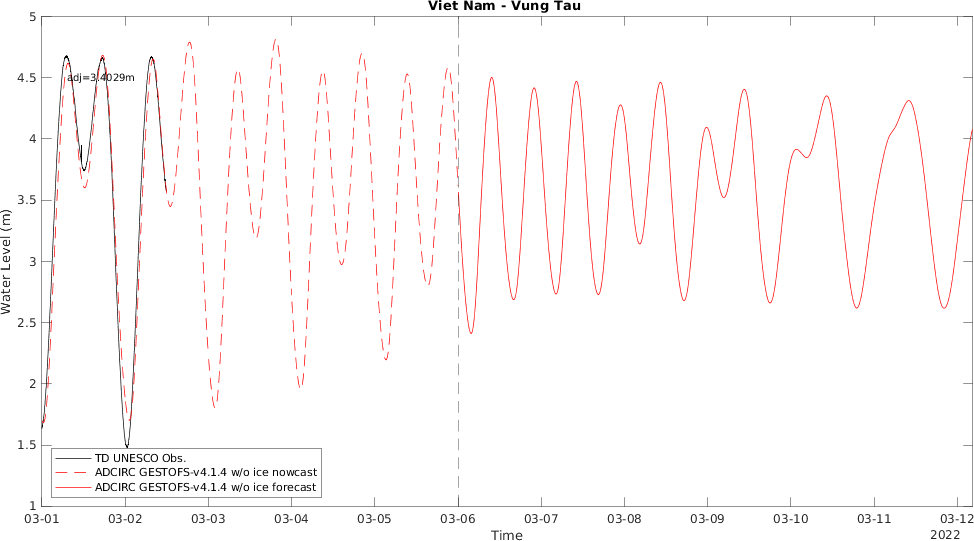 Viet Nam - Vung Tau
5
4.5
4
3.5
3
2.5
2
1.5
1
Water Level (m)
adj=3.4029m
TD UNESCO Obs.
ADCIRC GESTOFS-v4.1.4 w/o ice nowcast
ADCIRC GESTOFS-v4.1.4 w/o ice forecast
03-01 03-02 03-03 03-04 03-05 03-06 03-07 03-08 03-09 03-10 03-11 03-12
Time
2022